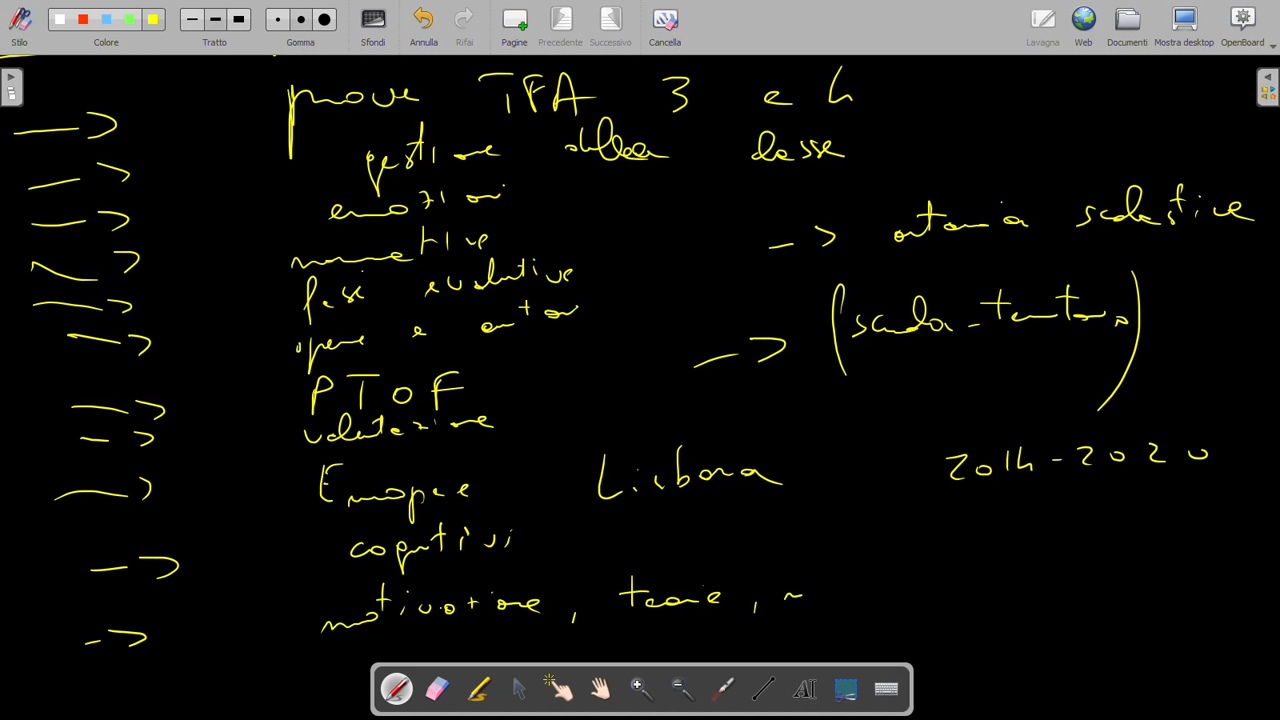 Stilo Colore Tratto Gomma Sfondi Annulla Rifai Pagine Precedente Successivo Cancella Lavagna Web Documenti Mostra desktop OpenBoard
prove TFA 3 e 4
gestione della classe
emozioni
normative
autonomia scolastica
fasi evolutive
opere e autori
(scuola-territorio)
PTOF
valutazione
Europee Lisbona 2014-2020
cognitivi
motivazione, teorie,